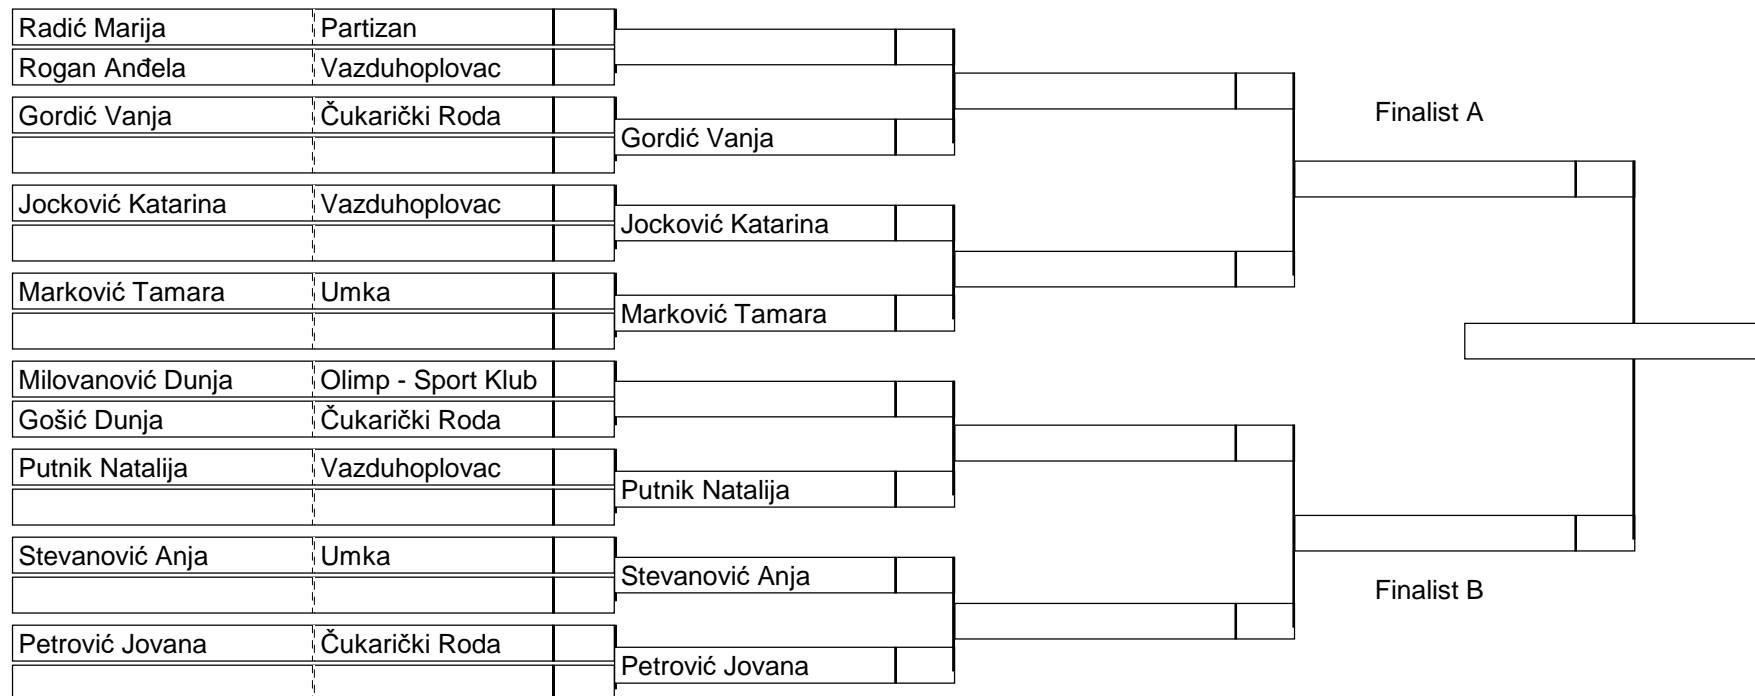 Radić Marija Partizan
Rogan Anđela Vazduhoplovac
Gordić Vanja Čukarički Roda
Gordić Vanja
Finalist A
Jocković Katarina Vazduhoplovac
Jocković Katarina
Marković Tamara Umka
Marković Tamara
Milovanović Dunja Olimp - Sport Klub
Gošić Dunja Čukarički Roda
Putnik Natalija Vazduhoplovac
Putnik Natalija
Stevanović Anja Umka
Stevanović Anja
Finalist B
Petrović Jovana Čukarički Roda
Petrović Jovana